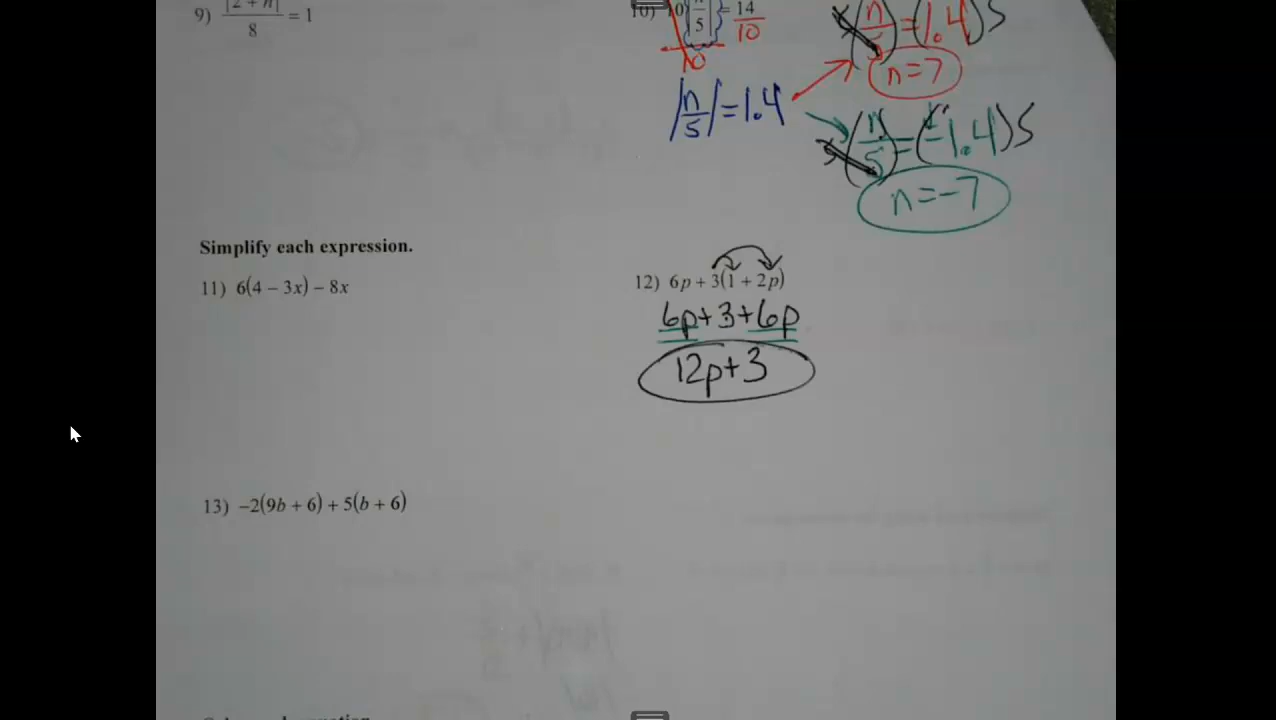 9) |2 + n| / 8 = 1
10) 10 |n/5| = 14
10 10
|n/5| = 1.4
(n/5) = (1.4)5
n=7
5(n/5) = (-1.4)5
n=-7
Simplify each expression.
11) 6(4 − 3x) − 8x
12) 6p + 3(1 + 2p)
6p+3+6p
12p+3
13) −2(9b + 6) + 5(b + 6)